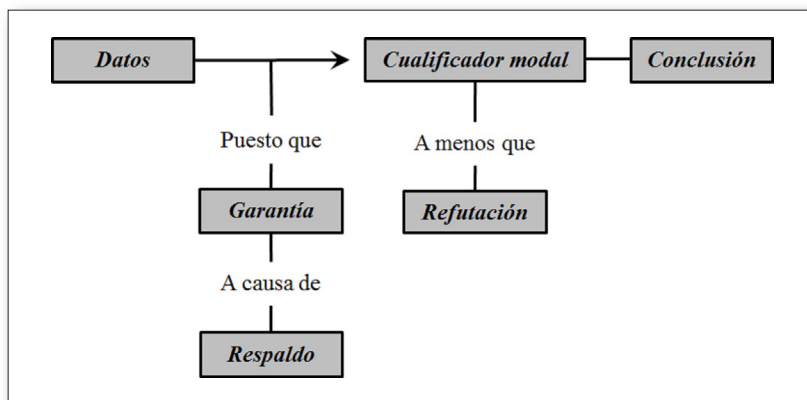 Datos
Cualificador modal
Conclusión
Puesto que
A menos que
Garantía
Refutación
A causa de
Respaldo